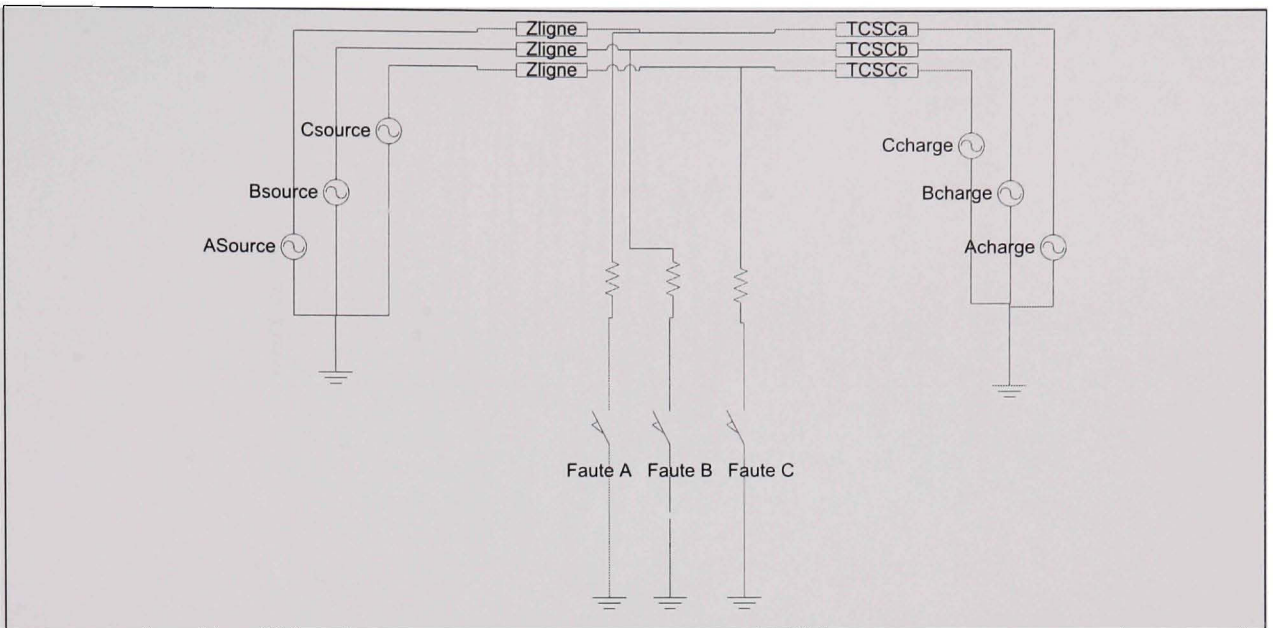 Zligne TCSCa
Zligne TCSCb
Zligne TCSCc
Csource
Ccharge
Bsource
Bcharge
ASource
Acharge
Faute A Faute B Faute C